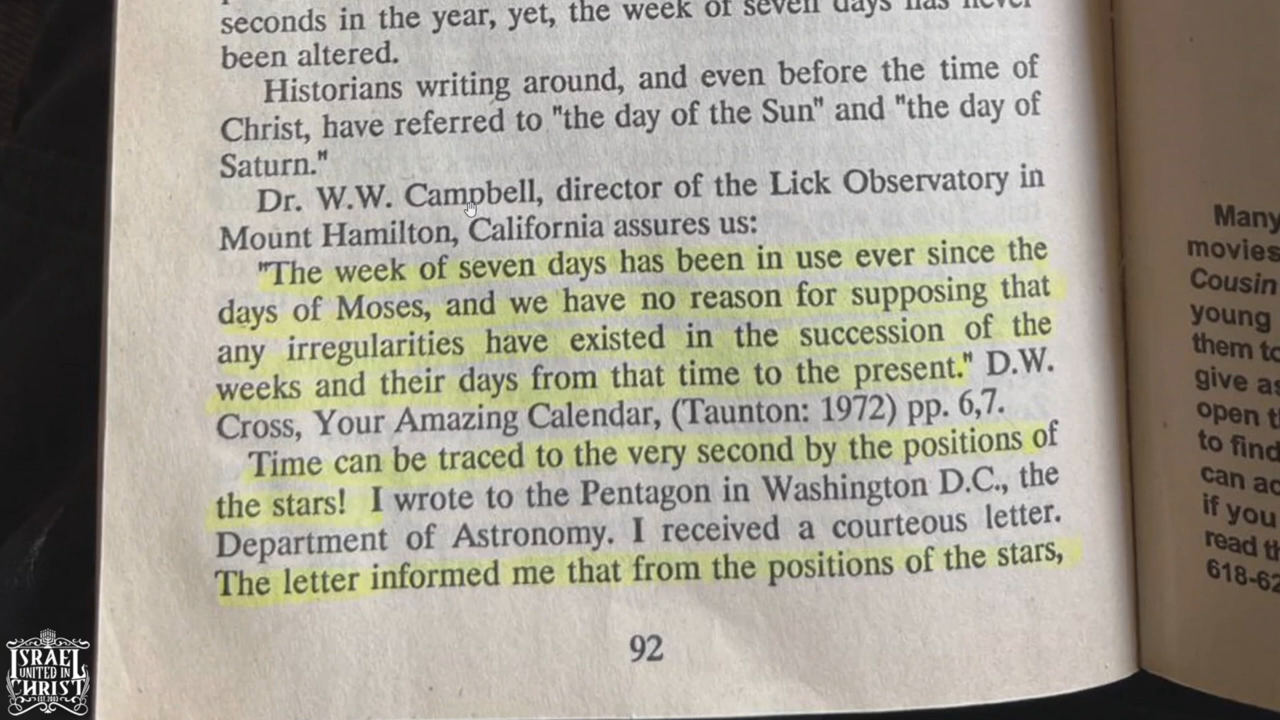 seconds in the year, yet, the week of seven days has never
been altered.
Historians writing around, and even before the time of
Christ, have referred to "the day of the Sun" and "the day of
Saturn."
Dr. W.W. Campbell, director of the Lick Observatory in
Mount Hamilton, California assures us:
"The week of seven days has been in use ever since the
days of Moses, and we have no reason for supposing that
any irregularities have existed in the succession of the
weeks and their days from that time to the present." D.W.
Cross, Your Amazing Calendar, (Taunton: 1972) pp. 6,7.
Time can be traced to the very second by the positions of
the stars! I wrote to the Pentagon in Washington D.C., the
Department of Astronomy. I received a courteous letter.
The letter informed me that from the positions of the stars,
92
Many
movies
Cousin
young
them
give
open
to find
can
if you
read
618-62
ISRAEL
UNITED IN
CHRIST